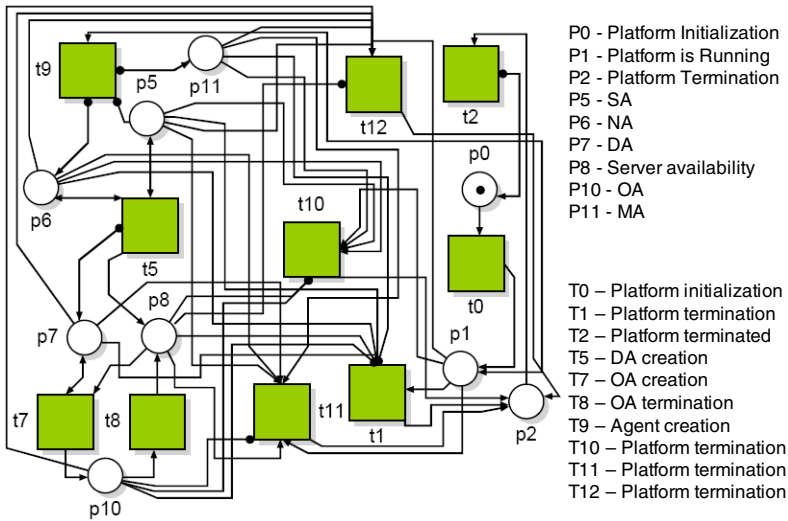 P0 - Platform Initialization
P1 - Platform is Running
P2 - Platform Termination
P5 - SA
P6 - NA
P7 - DA
P8 - Server availability
P10 - OA
P11 - MA
T0 – Platform initialization
T1 – Platform termination
T2 – Platform terminated
T5 – DA creation
T7 – OA creation
T8 – OA termination
T9 – Agent creation
T10 – Platform termination
T11 – Platform termination
T12 – Platform termination
t9
p5
p11
t12
t2
p0
p6
t5
t10
t0
p7
p8
p1
t7
t8
t11
t1
p2
p10